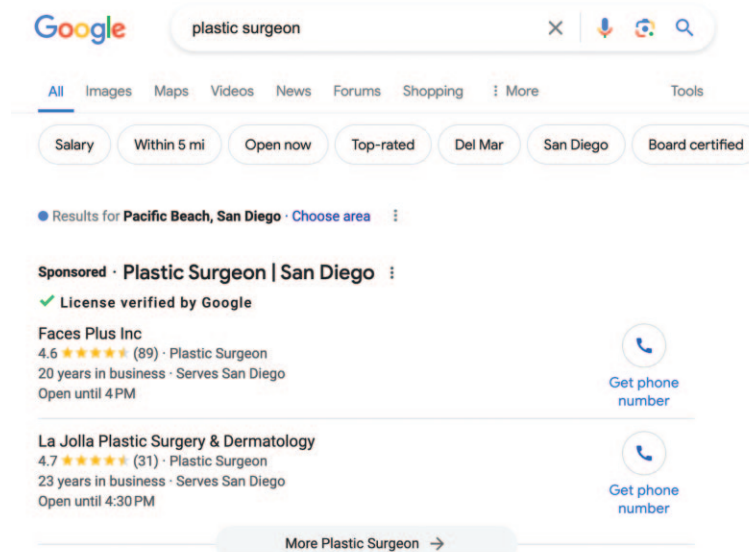 Google
plastic surgeon
All Images Maps Videos News Forums Shopping More Tools
Salary Within 5 mi Open now Top-rated Del Mar San Diego Board certified
Results for Pacific Beach, San Diego · Choose area
Sponsored · Plastic Surgeon | San Diego
License verified by Google
Faces Plus Inc
4.6 (89) · Plastic Surgeon
20 years in business · Serves San Diego
Open until 4 PM
Get phone
number
La Jolla Plastic Surgery & Dermatology
4.7 (31) · Plastic Surgeon
23 years in business · Serves San Diego
Open until 4:30 PM
Get phone
number
More Plastic Surgeon